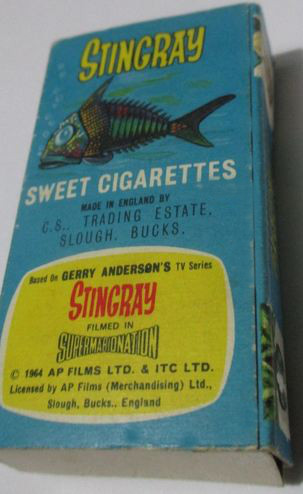 STINGRAY
SWEET CIGARETTES
MADE IN ENGLAND BY
C.S., TRADING ESTATE,
SLOUGH, BUCKS.
Based On GERRY ANDERSON'S TV Series
STINGRAY
FILMED IN
SUPERMARIONATION
© 1964 AP FILMS LTD. & ITC LTD.
Licensed by AP Films (Merchandising) Ltd.,
Slough, Bucks., England